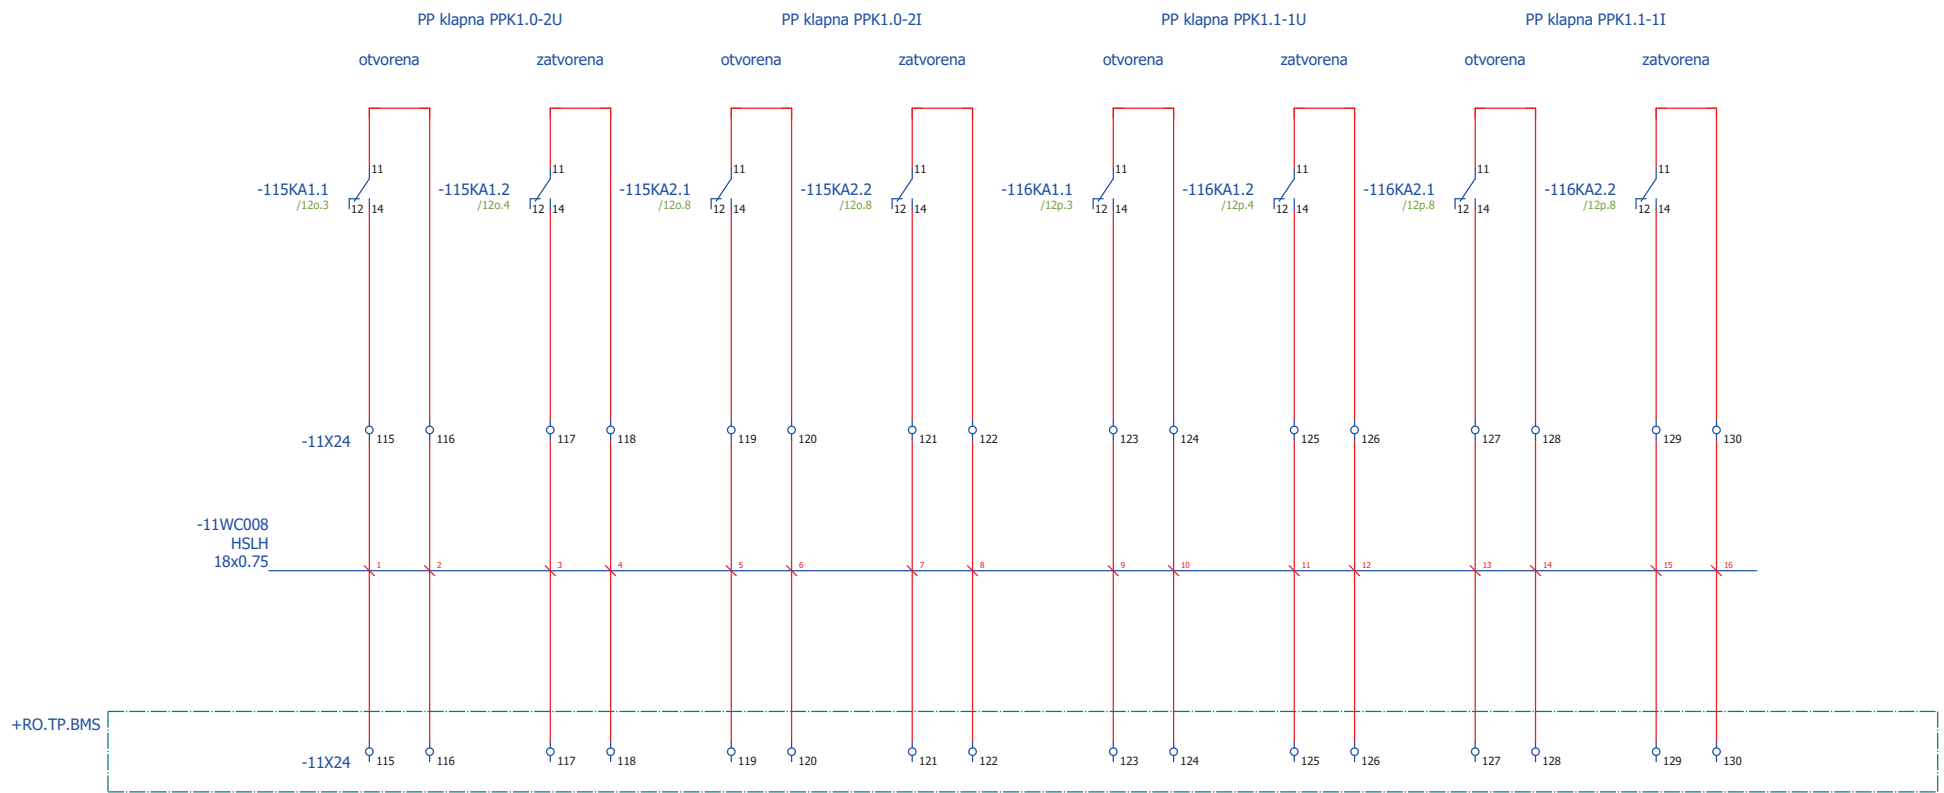 PP klapna PPK1.0-2U PP klapna PPK1.0-2I PP klapna PPK1.1-1U PP klapna PPK1.1-1I
otvorena zatvorena otvorena zatvorena otvorena zatvorena otvorena zatvorena
11 11 11 11 11 11 11 11
-115KA1.1 -115KA1.2 -115KA2.1 -115KA2.2 -116KA1.1 -116KA1.2 -116KA2.1 -116KA2.2
/12o.3 12 14 /12o.4 12 14 /12o.8 12 14 /12o.8 12 14 /12p.3 12 14 /12p.4 12 14 /12p.8 12 14 /12p.8 12 14
-11X24 115 116 117 118 119 120 121 122 123 124 125 126 127 128 129 130
-11WC008
HSLH
18x0.75 1 2 3 4 5 6 7 8 9 10 11 12 13 14 15 16
+RO.TP.BMS
-11X24 115 116 117 118 119 120 121 122 123 124 125 126 127 128 129 130